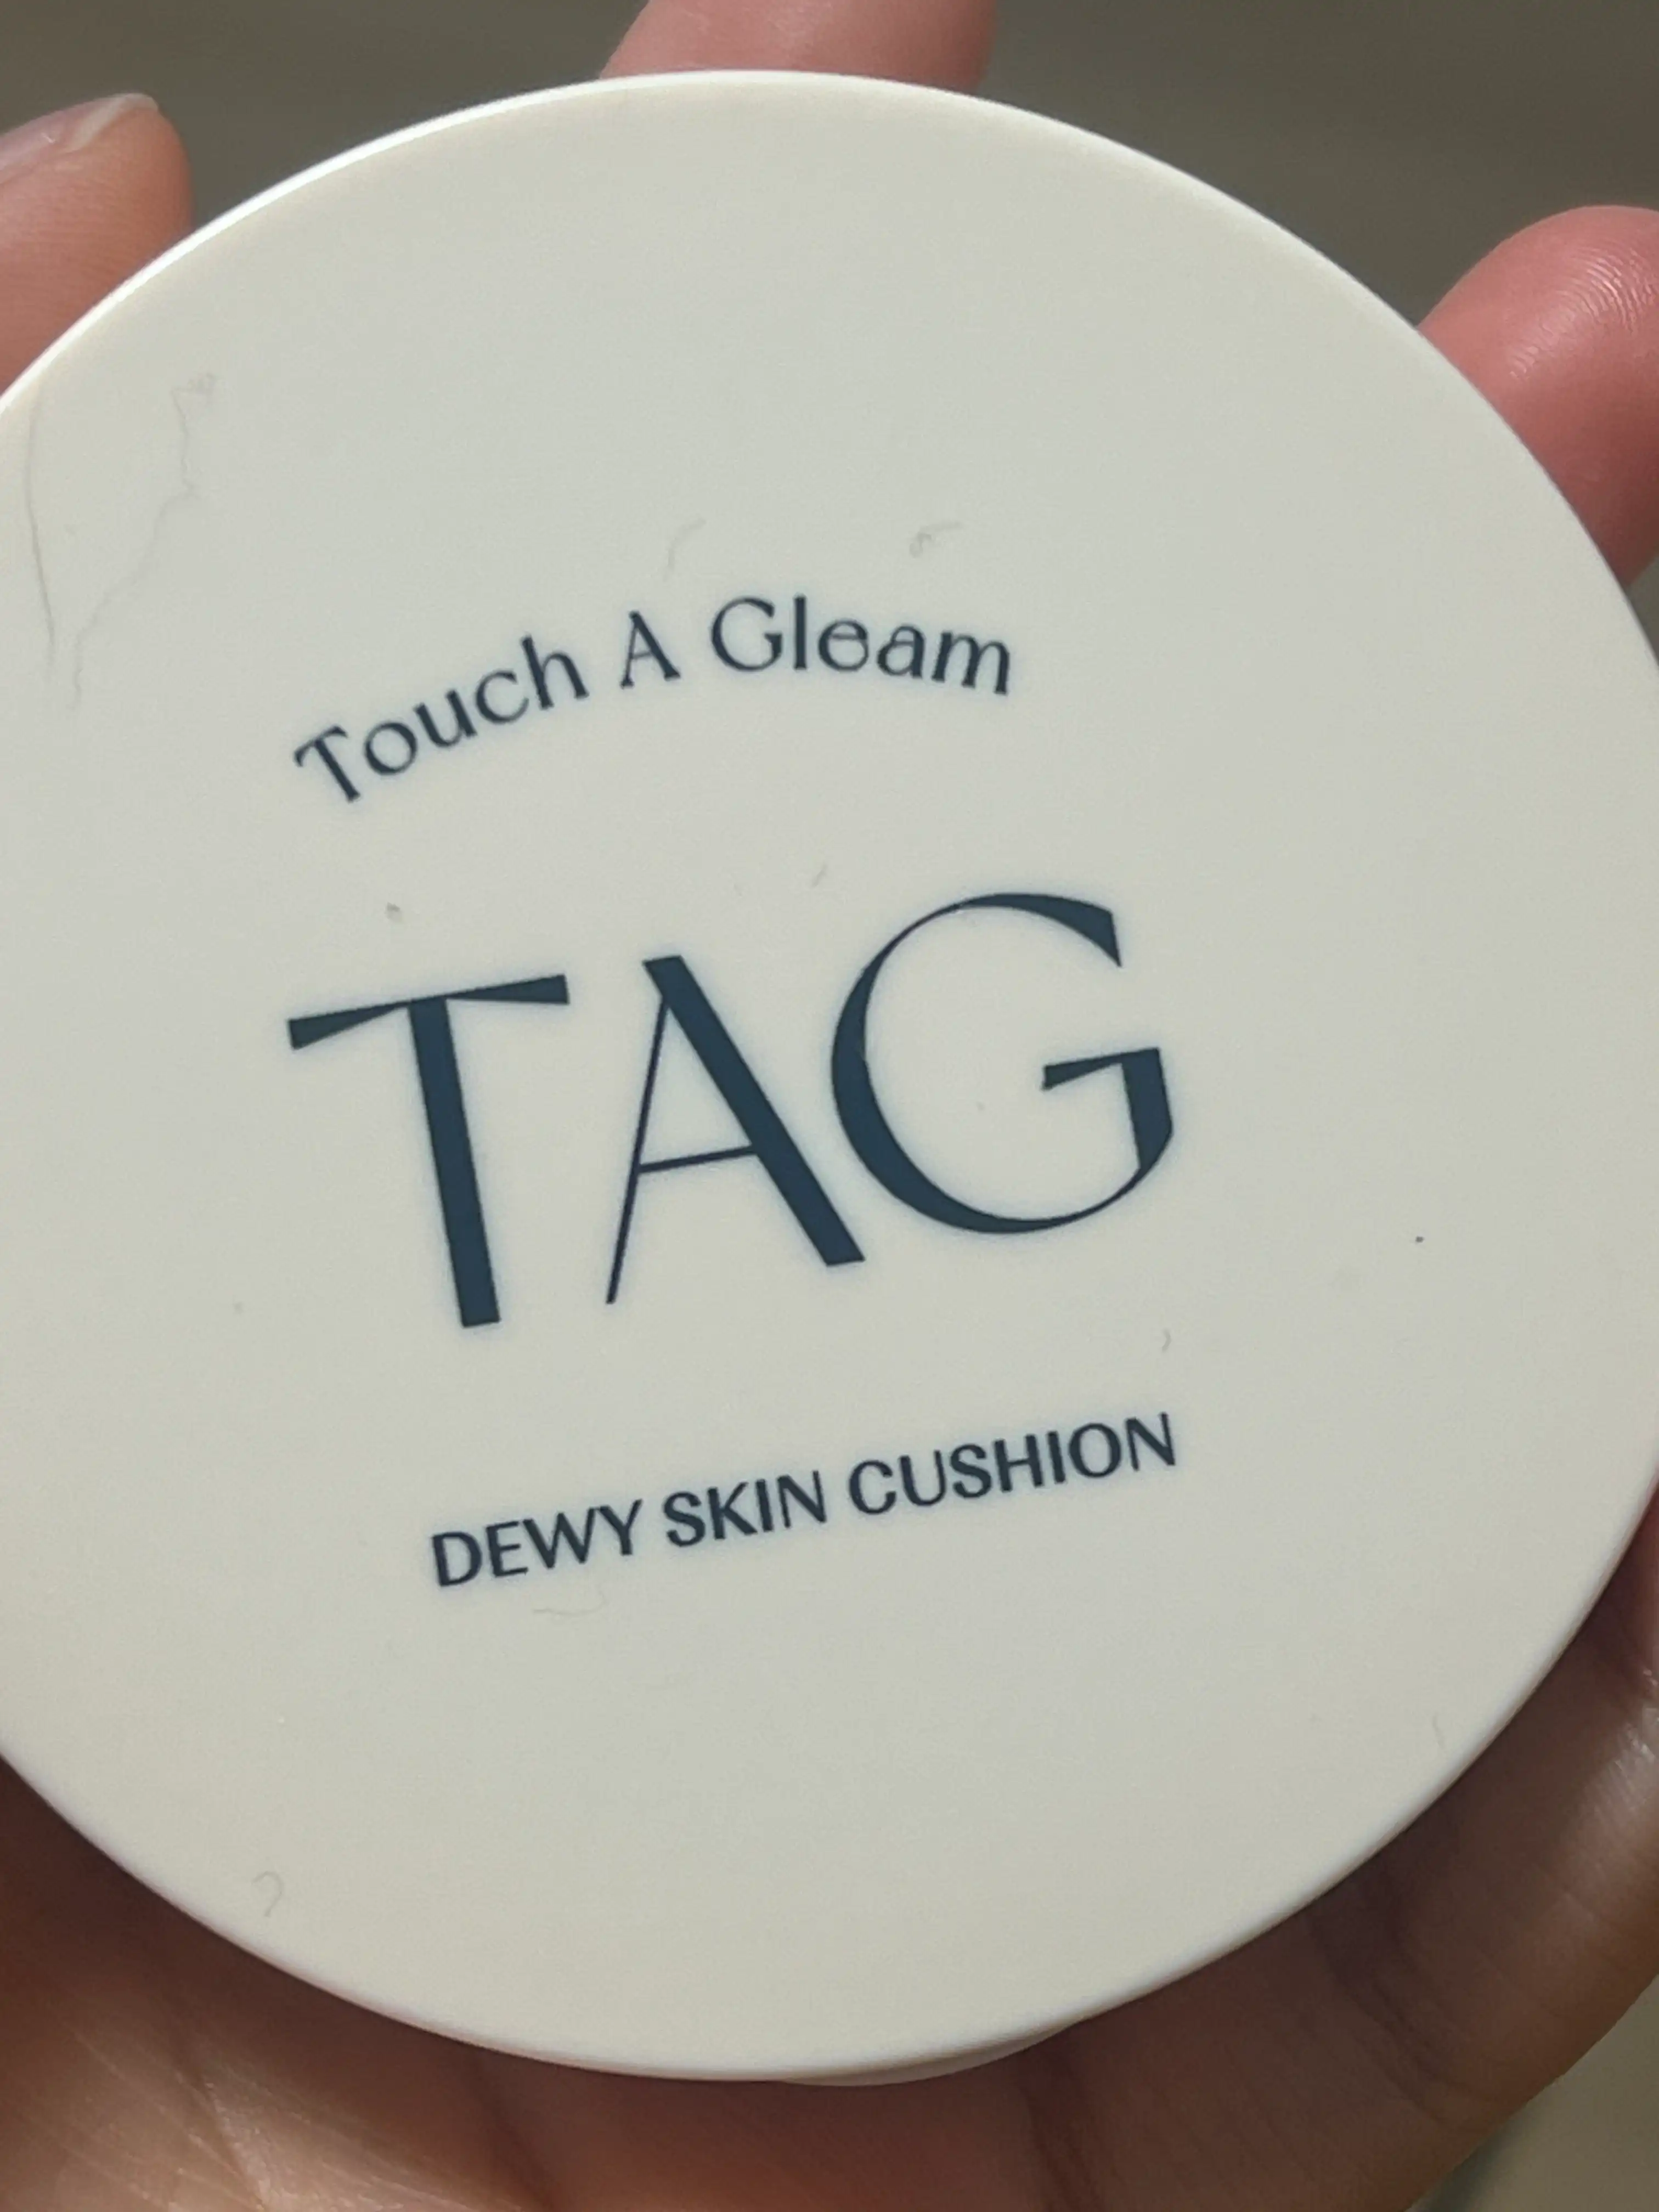 Touch A Gleam
TAG
DEWY SKIN CUSHION